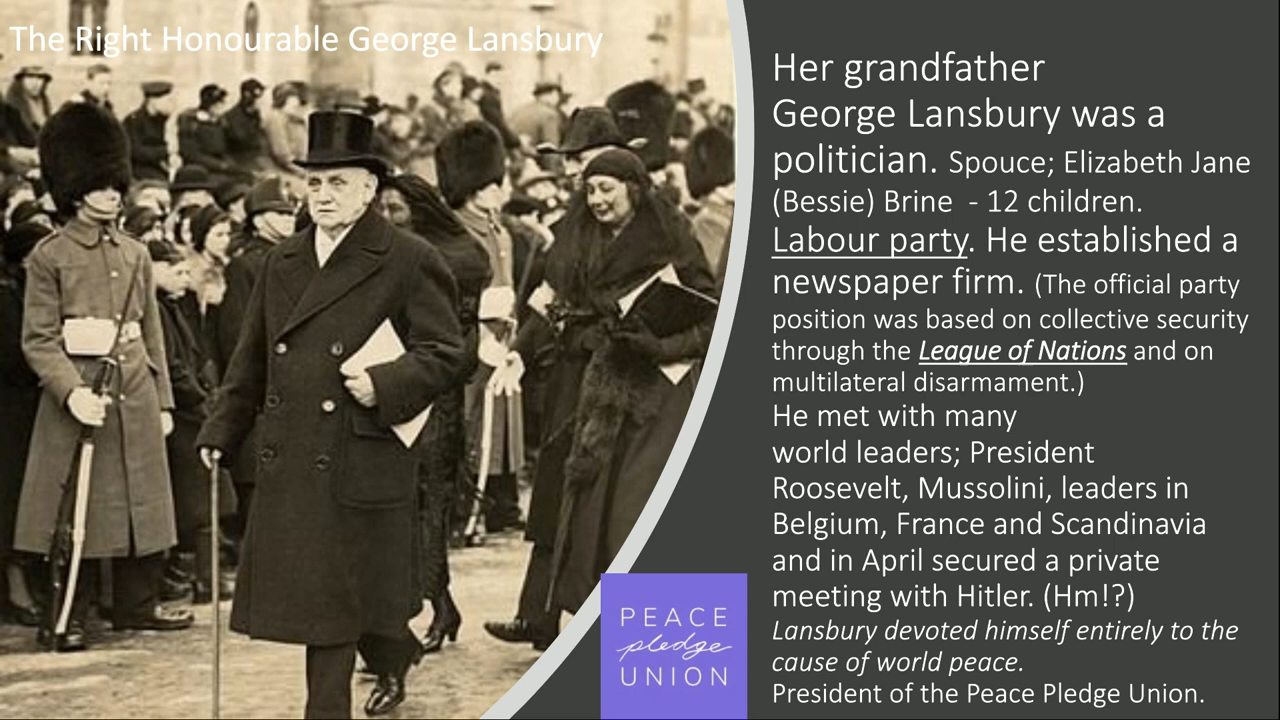 The Right Honourable George Lansbury
Her grandfather
George Lansbury was a
politician. Spouce; Elizabeth Jane
(Bessie) Brine - 12 children.
Labour party. He established a
newspaper firm. (The official party
position was based on collective security
through the League of Nations and on
multilateral disarmament.)
He met with many
world leaders; President
Roosevelt, Mussolini, leaders in
Belgium, France and Scandinavia
and in April secured a private
meeting with Hitler. (Hm!?)
Lansbury devoted himself entirely to the
cause of world peace.
President of the Peace Pledge Union.
PEACE
pledge
UNION